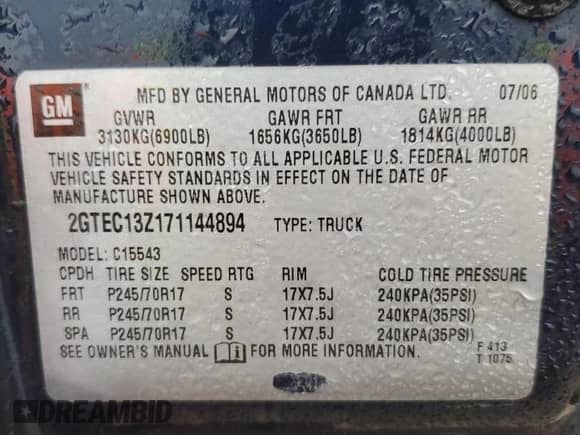 GM
MFD BY GENERAL MOTORS OF CANADA LTD. 07/06
GVWR GAWR FRT GAWR RR
3130KG(6900LB) 1656KG(3650LB) 1814KG(4000LB)
THIS VEHICLE CONFORMS TO ALL APPLICABLE U.S. FEDERAL MOTOR
VEHICLE SAFETY STANDARDS IN EFFECT ON THE DATE OF
MANUFACTURE SHOWN ABOVE.
2GTEC13Z171144894 TYPE: TRUCK
MODEL: C15543
CPDH TIRE SIZE SPEED RTG RIM COLD TIRE PRESSURE
FRT P245/70R17 S 17X7.5J 240KPA(35PSI)
RR P245/70R17 S 17X7.5J 240KPA(35PSI)
SPA P245/70R17 S 17X7.5J 240KPA(35PSI)
SEE OWNER'S MANUAL FOR MORE INFORMATION. F 413
T 1075
DREAMBID